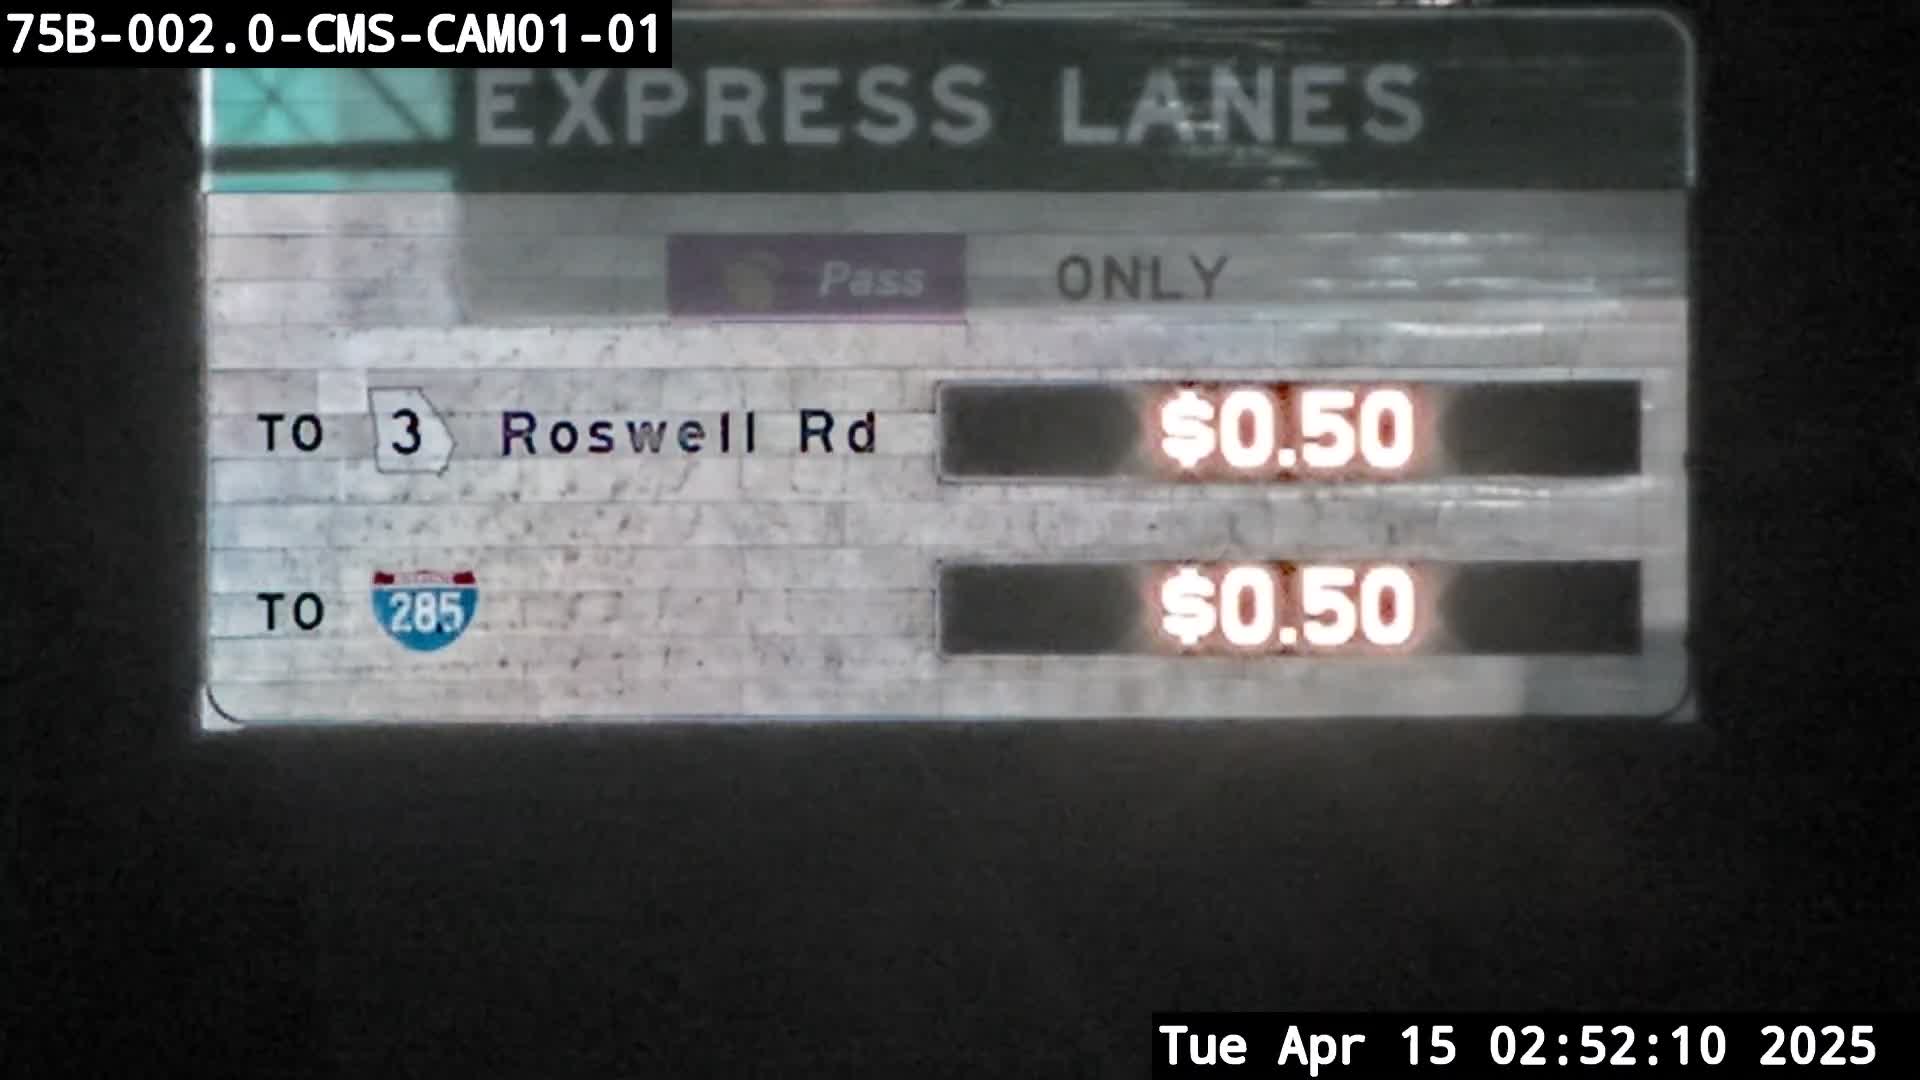 75B-002.0-CMS-CAM01-01
EXPRESS LANES
Pass ONLY
TO 3 Roswell Rd $0.50
TO 285 $0.50
Tue Apr 15 02:52:10 2025